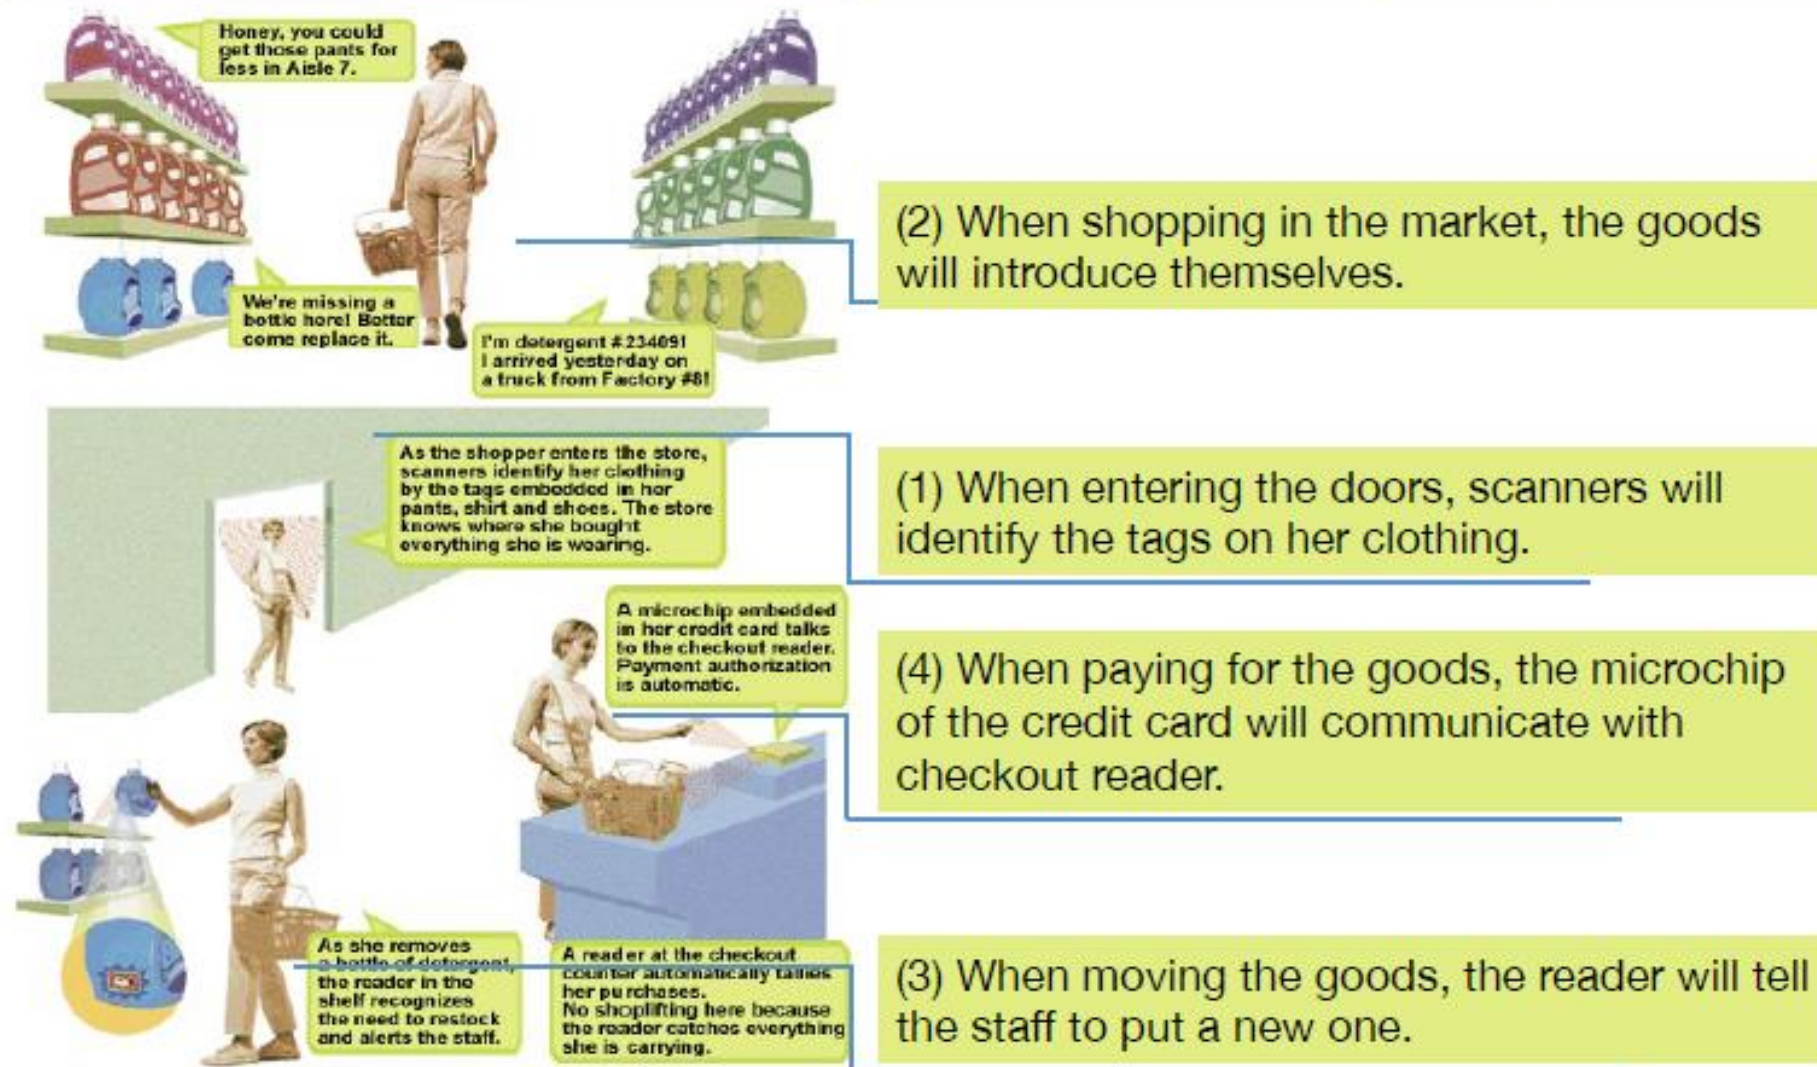 Honey, you could
get those pants for
less in Aisle 7.
We're missing a
bottle here! Better
come replace it.
I'm detergent #234091
I arrived yesterday on
a truck from Factory #8!
(2) When shopping in the market, the goods
will introduce themselves.
As the shopper enters the store,
scanners identify her clothing
by the tags embedded in her
pants, shirt and shoes. The store
knows where she bought
everything she is wearing.
(1) When entering the doors, scanners will
identify the tags on her clothing.
A microchip embedded
in her credit card talks
to the checkout reader.
Payment authorization
is automatic.
(4) When paying for the goods, the microchip
of the credit card will communicate with
checkout reader.
As she removes
a bottle of detergent,
the reader in the
shelf recognizes
the need to restock
and alerts the staff.
A reader at the checkout
counter automatically tallies
her purchases.
No shoplifting here because
the reader catches everything
she is carrying.
(3) When moving the goods, the reader will tell
the staff to put a new one.